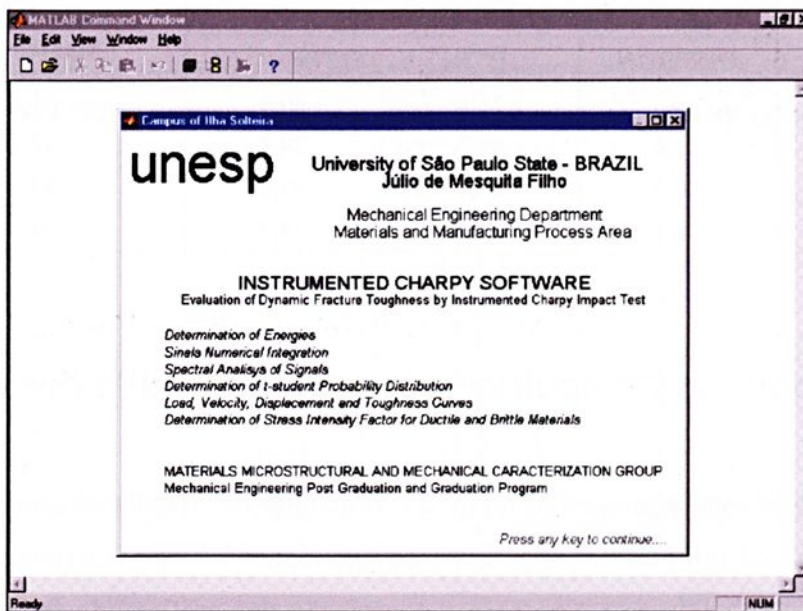 MATLAB Command Window
File Edit View Window Help
Campus of Ilha Solteira
unesp
University of São Paulo State - BRAZIL
Júlio de Mesquita Filho
Mechanical Engineering Department
Materials and Manufacturing Process Area
INSTRUMENTED CHARPY SOFTWARE
Evaluation of Dynamic Fracture Toughness by Instrumented Charpy Impact Test
Determination of Energies
Sinals Numerical Integration
Spectral Analisys of Signals
Determination of t-student Probability Distribution
Load, Velocity, Displacement and Toughness Curves
Determination of Stress Intensity Factor for Ductile and Brittle Materials
MATERIALS MICROSTRUCTURAL AND MECHANICAL CARACTERIZATION GROUP
Mechanical Engineering Post Graduation and Graduation Program
Press any key to continue....
Ready
NUM